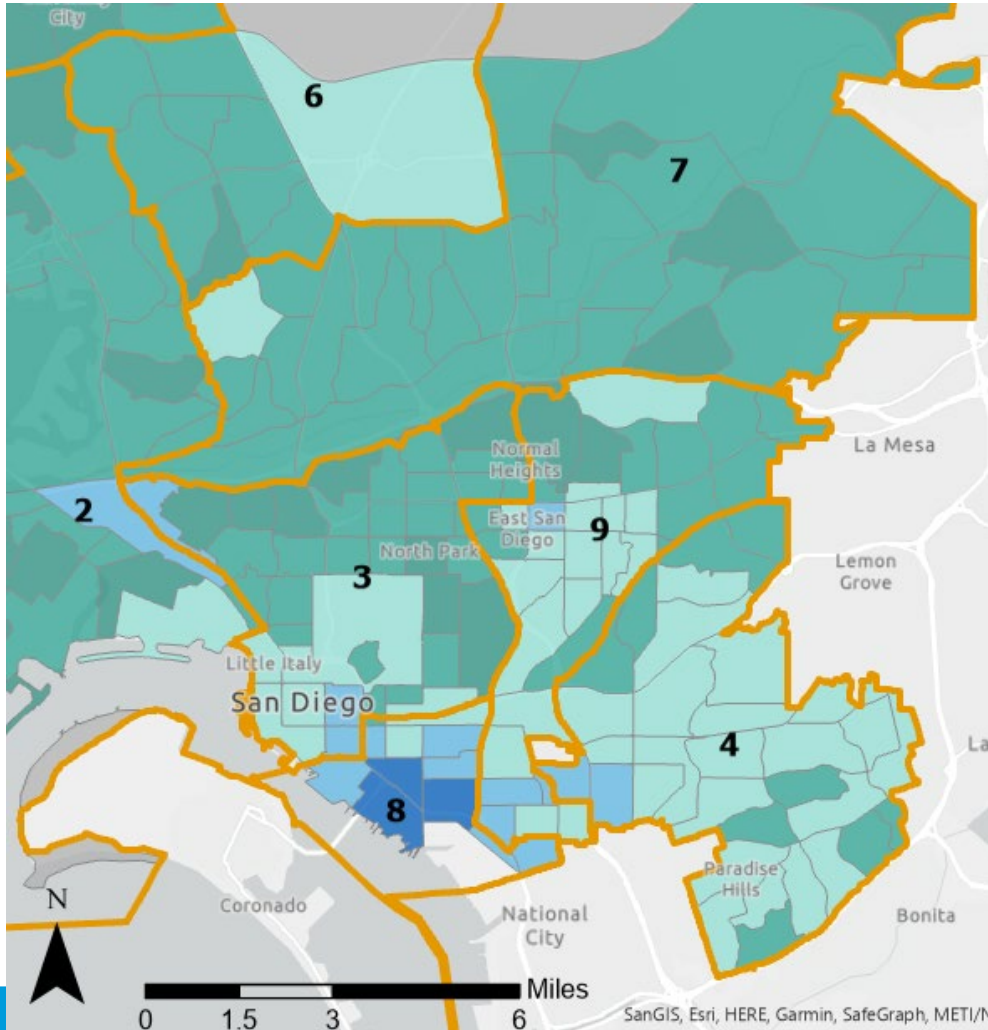 City
6
7
La Mesa
Normal
Heights
2
East San
Diego
9
North Park
3
Lemon
Grove
Little Italy
San Diego
4
La
8
Paradise
Hills
N
Coronado
National
City
Bonita
Miles
0 1.5 3 6
SanGIS, Esri, HERE, Garmin, SafeGraph, METI/N